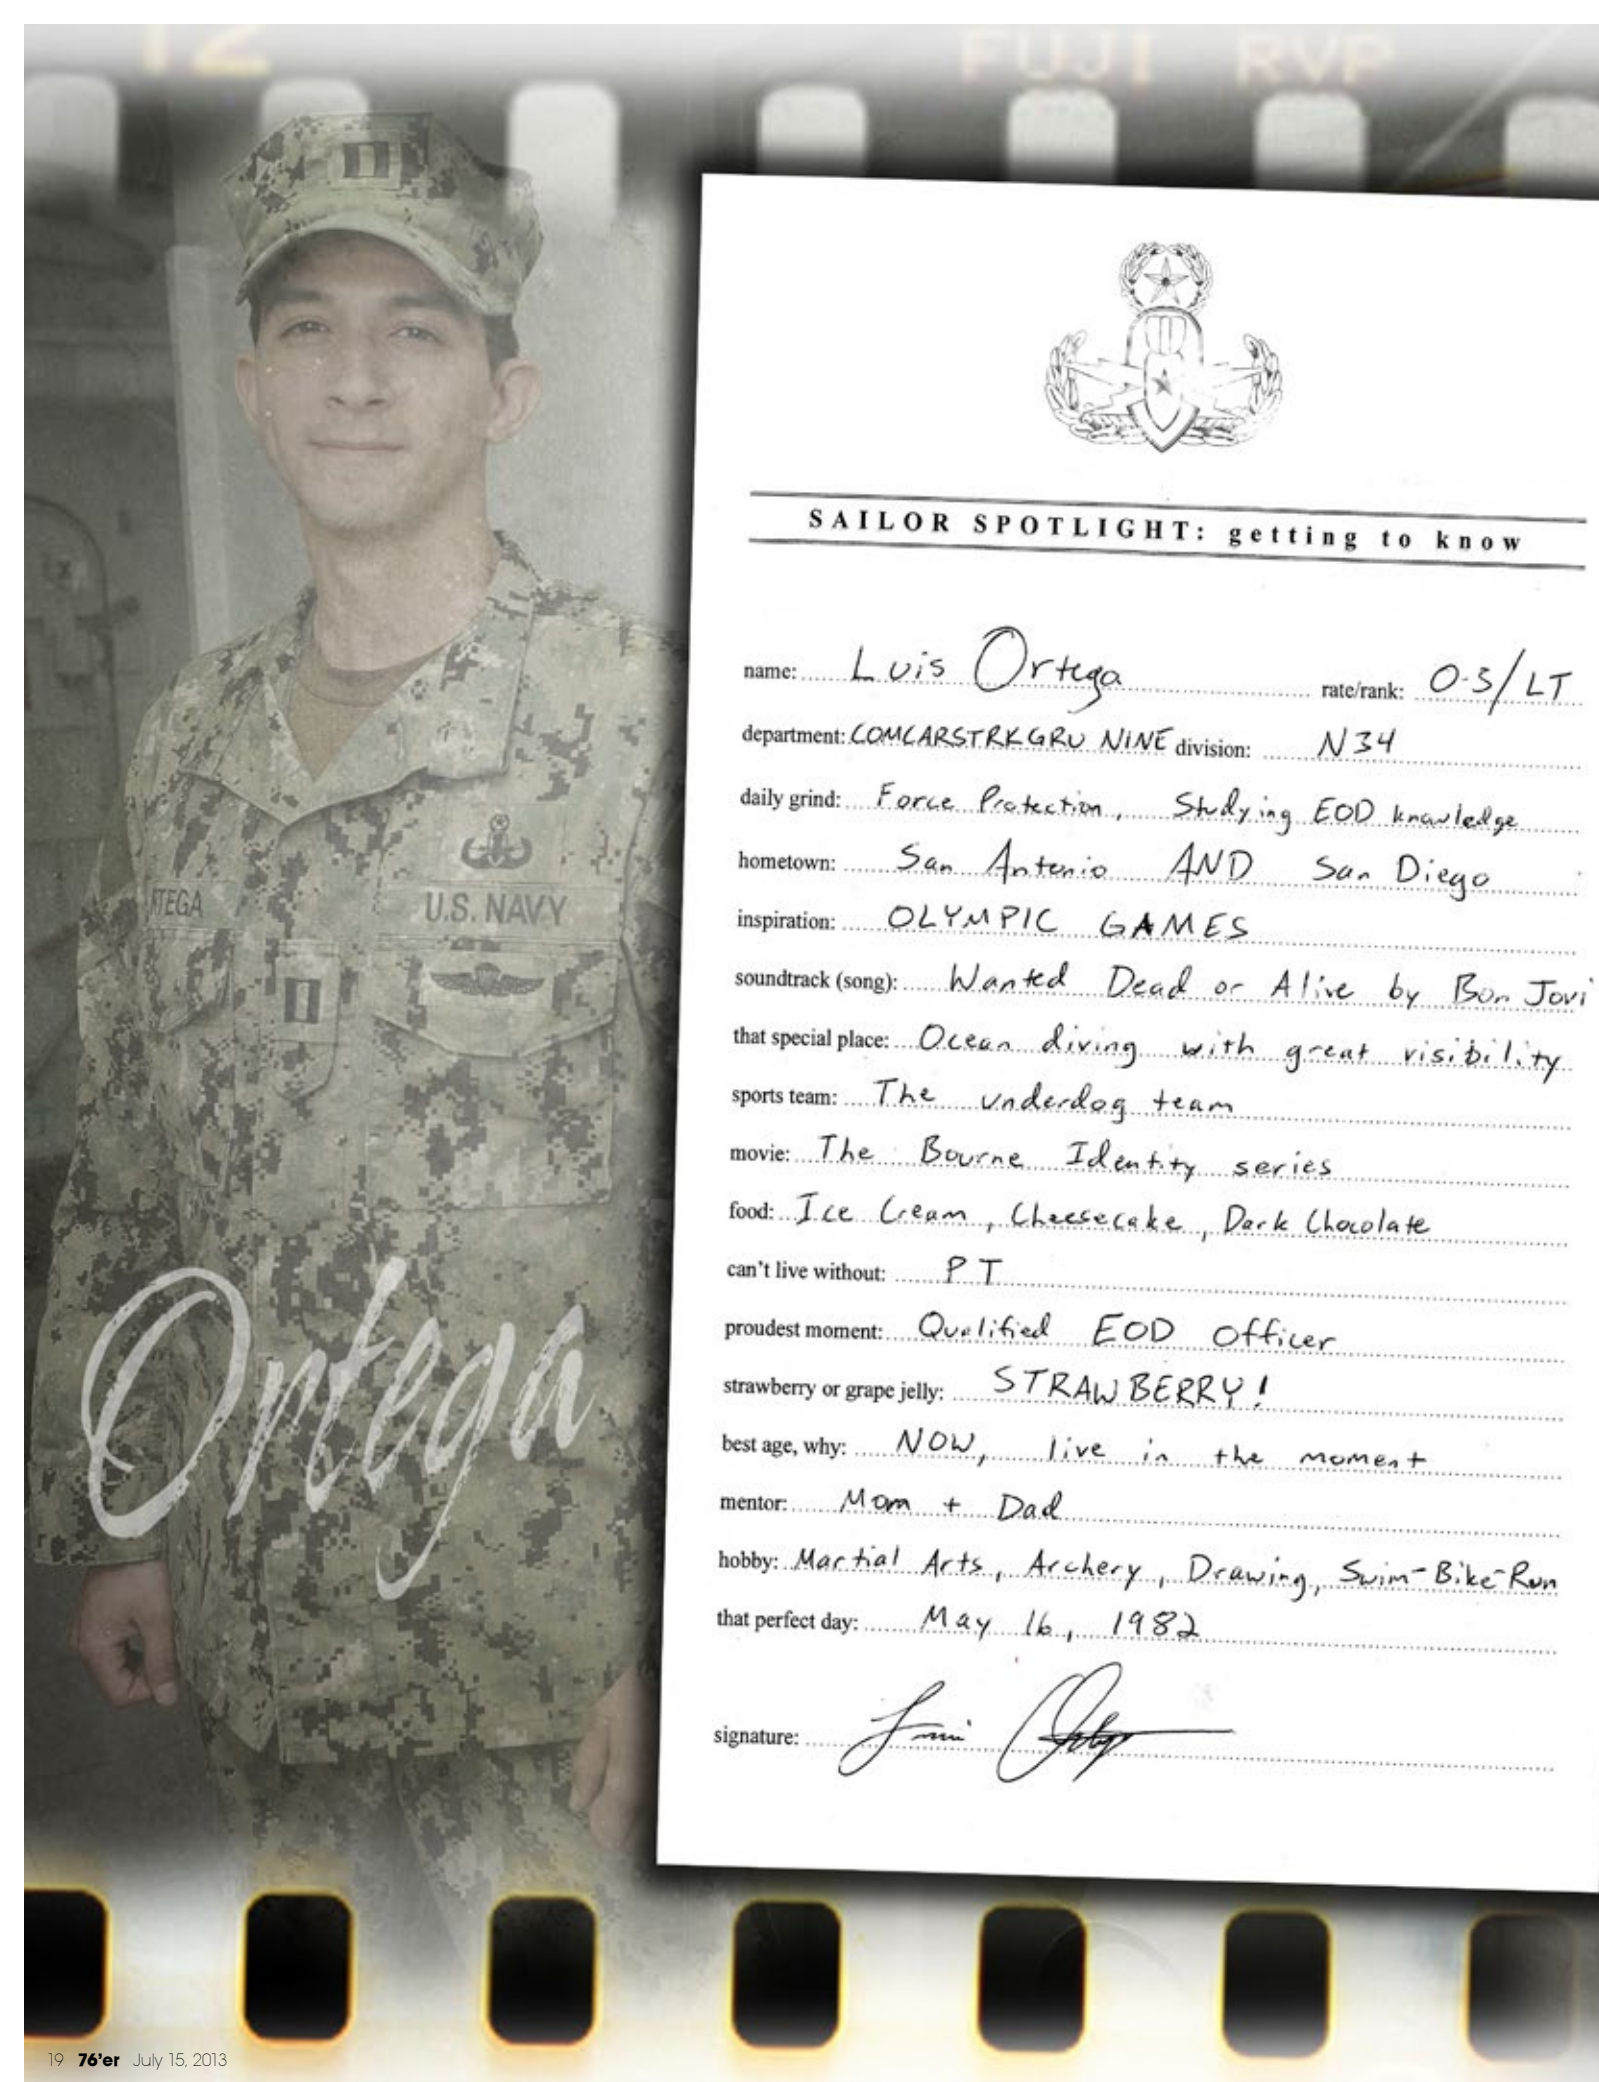 12
FUJI RVP
SAILOR SPOTLIGHT: getting to know
name: Luis Ortega rate/rank: O-3/LT
department: COMCARSTRKGRU NINE division: N34
daily grind: Force Protection, Studying EOD knowledge
hometown: San Antonio AND San Diego
inspiration: OLYMPIC GAMES
soundtrack (song): Wanted Dead or Alive by Bon Jovi
that special place: Ocean diving with great visibility
sports team: The underdog team
movie: The Bourne Identity series
food: Ice Cream, Cheesecake, Dark Chocolate
can't live without: PT
proudest moment: Qualified EOD Officer
strawberry or grape jelly: STRAWBERRY!
best age, why: NOW, live in the moment
mentor: Mom + Dad
hobby: Martial Arts, Archery, Drawing, Swim-Bike-Run
that perfect day: May 16, 1982
signature: Luis Ortega
RTEGA
U.S. NAVY
Ortega
19 76'er July 15, 2013